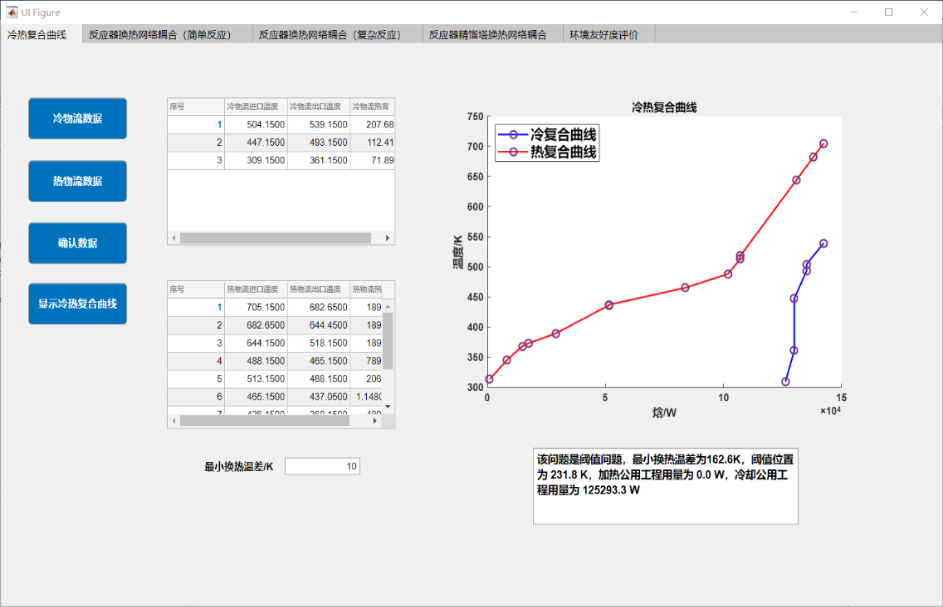 UI Figure
冷热复合曲线 反应器换热网络耦合（简单反应） 反应器换热网络耦合（复杂反应） 反应器精馏塔换热网络耦合 环境友好度评价
冷物流数据
热物流数据
确认数据
显示冷热复合曲线
序号 冷物流进口温度 冷物流出口温度 冷物流热容
1 504.1500 539.1500 207.68
2 447.1500 493.1500 112.41
3 309.1500 361.1500 71.89
序号 热物流进口温度 热物流出口温度 热物流热
1 705.1500 682.6500 189
2 682.6500 644.4500 189
3 644.1500 518.1500 189
4 488.1500 465.1500 789
5 513.1500 488.1500 206
6 465.1500 437.0500 1.1480
最小换热温差/K 10
冷热复合曲线
冷复合曲线
热复合曲线
温度/K
750
700
650
600
550
500
450
400
350
300
0 5 10 15
焓/W
×10⁴
该问题是阈值问题，最小换热温差为162.6K，阈值位置
为 231.8 K，加热公用工程用量为 0.0 W，冷却公用工
程用量为 125293.3 W